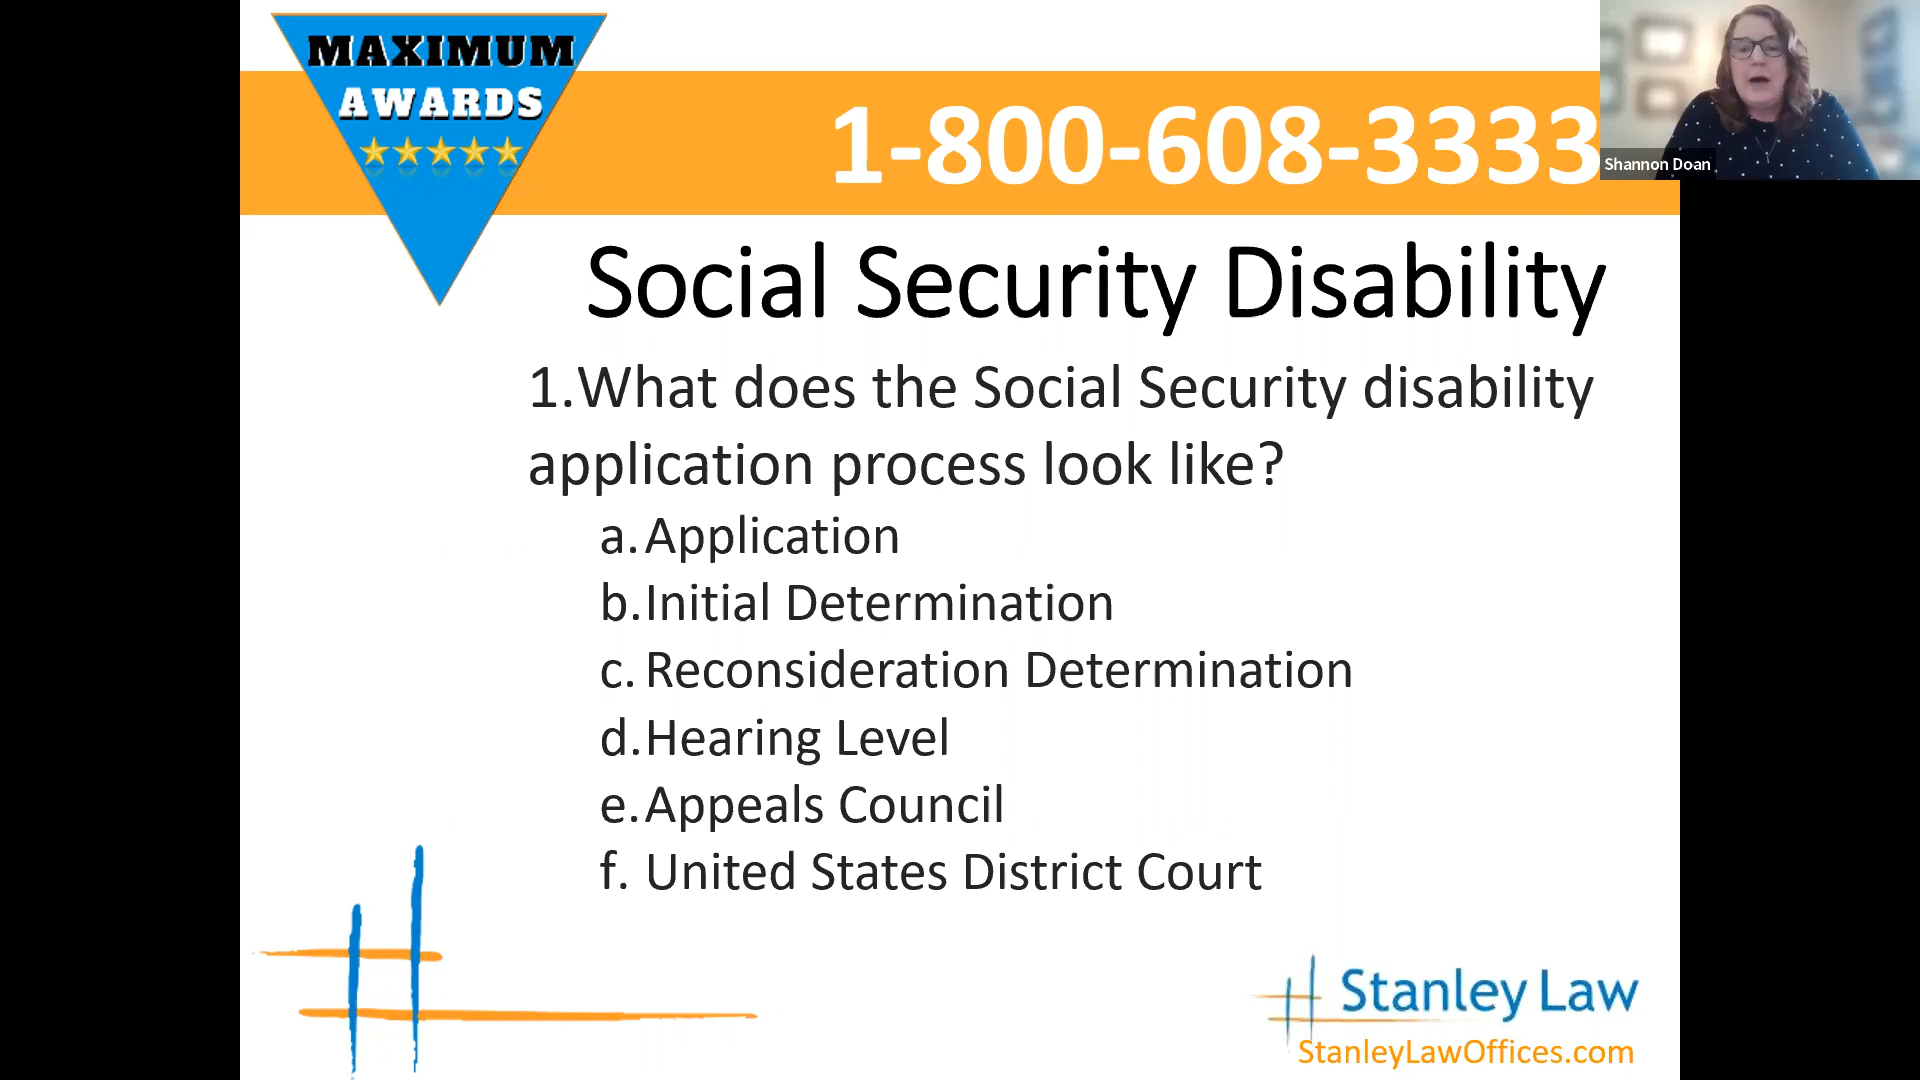 MAXIMUM
AWARDS
1-800-608-3333
Shannon Doan
Social Security Disability
1.What does the Social Security disability
application process look like?
a.Application
b.Initial Determination
c. Reconsideration Determination
d.Hearing Level
e.Appeals Council
f. United States District Court
Stanley Law
StanleyLawOffices.com